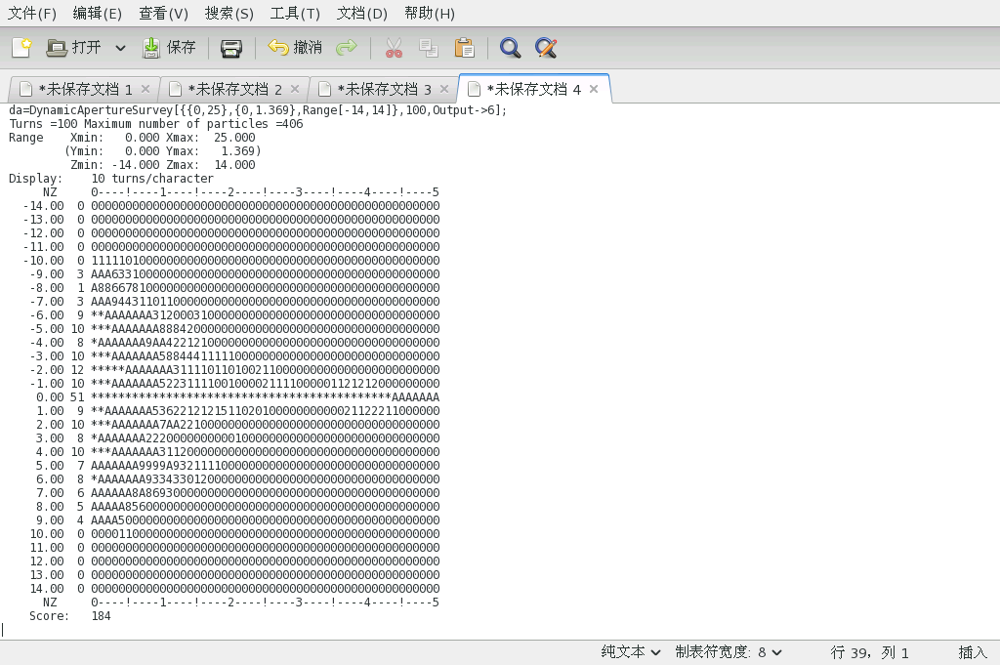 文件(F) 编辑(E) 查看(V) 搜索(S) 工具(T) 文档(D) 帮助(H)
打开 保存 撤消
*未保存文档 1 *未保存文档 2 *未保存文档 3 *未保存文档 4
da=DynamicApertureSurvey[{{0,25},{0,1.369},Range[-14,14]},100,Output->6];
Turns =100 Maximum number of particles =406
Range    Xmin:   0.000 Xmax:  25.000
        (Ymin:   0.000 Ymax:   1.369)
         Zmin: -14.000 Zmax:  14.000
Display:    10 turns/character
     NZ     0----!----1----!----2----!----3----!----4----!----5
  -14.00  0 000000000000000000000000000000000000000000000000000
  -13.00  0 000000000000000000000000000000000000000000000000000
  -12.00  0 000000000000000000000000000000000000000000000000000
  -11.00  0 000000000000000000000000000000000000000000000000000
  -10.00  0 111110100000000000000000000000000000000000000000000
   -9.00  3 AAA633100000000000000000000000000000000000000000000
   -8.00  1 A88667810000000000000000000000000000000000000000000
   -7.00  3 AAA944311011000000000000000000000000000000000000000
   -6.00  9 **AAAAAAA312000310000000000000000000000000000000000
   -5.00 10 ***AAAAAAA88842000000000000000000000000000000000000
   -4.00  8 *AAAAAAA9AA4221210000000000000000000000000000000000
   -3.00 10 ***AAAAAAA58844411111000000000000000000000000000000
   -2.00 12 *****AAAAAAA311110110100211000000000000000000000000
   -1.00 10 ***AAAAAAA52231111001000021111000001121212000000000
    0.00 51 ********************************************AAAAAAA
    1.00  9 **AAAAAAA536221212151102010000000000021122211000000
    2.00 10 ***AAAAAAA7AA22100000000000000000000000000000000000
    3.00  8 *AAAAAAA2220000000000100000000000000000000000000000
    4.00 10 ***AAAAAAA31120000000000000000000000000000000000000
    5.00  7 AAAAAAA9999A932111100000000000000000000000000000000
    6.00  8 *AAAAAAA9334330120000000000000000000000000000000000
    7.00  6 AAAAAA8A8693000000000000000000000000000000000000000
    8.00  5 AAAAA8560000000000000000000000000000000000000000000
    9.00  4 AAAA50000000000000000000000000000000000000000000000
   10.00  0 000011000000000000000000000000000000000000000000000
   11.00  0 000000000000000000000000000000000000000000000000000
   12.00  0 000000000000000000000000000000000000000000000000000
   13.00  0 000000000000000000000000000000000000000000000000000
   14.00  0 000000000000000000000000000000000000000000000000000
     NZ     0----!----1----!----2----!----3----!----4----!----5
   Score:   184
纯文本 制表符宽度: 8 行 39，列 1 插入